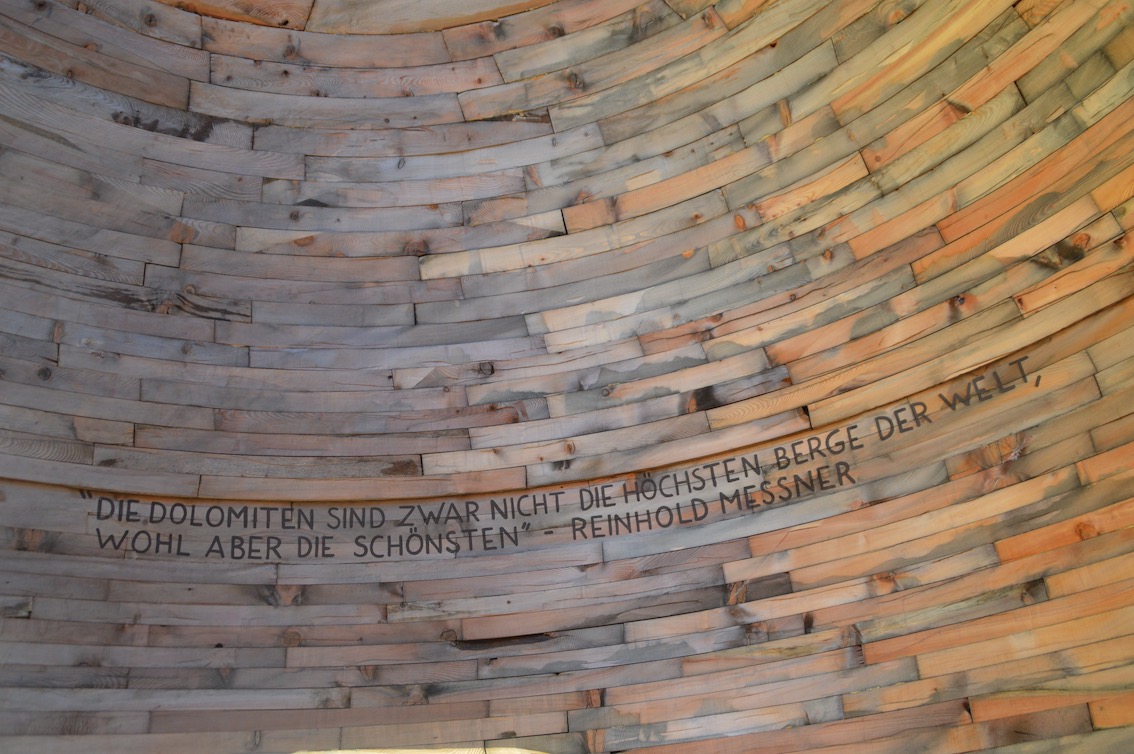 "DIE DOLOMITEN SIND ZWAR NICHT DIE HÖCHSTEN BERGE DER WELT,
WOHL ABER DIE SCHÖNSTEN" - REINHOLD MESSNER